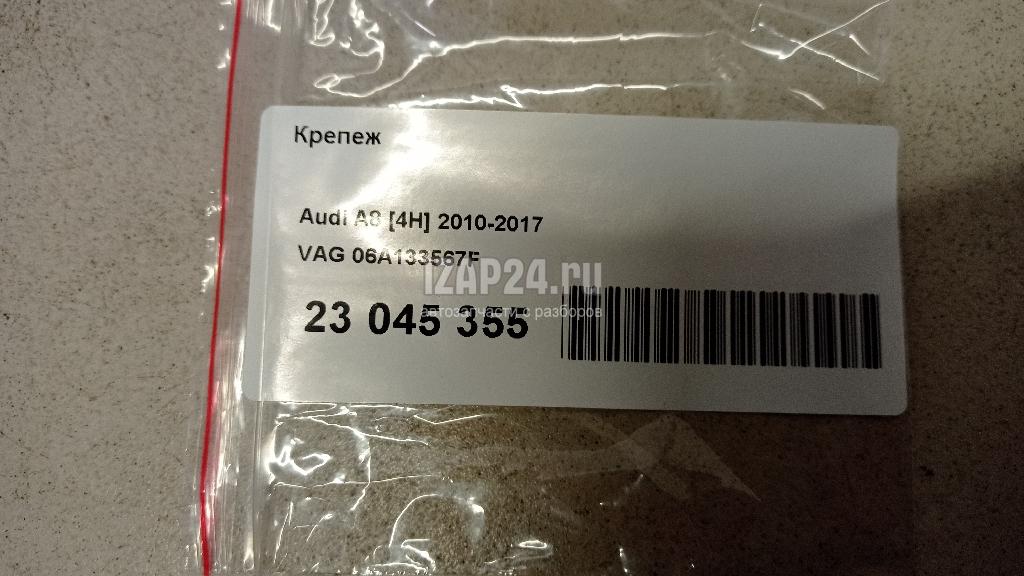 Крепеж
Audi A8 [4H] 2010-2017
VAG 06A133567F
IZAP24.ru
автозапчасти с разборов
23 045 355